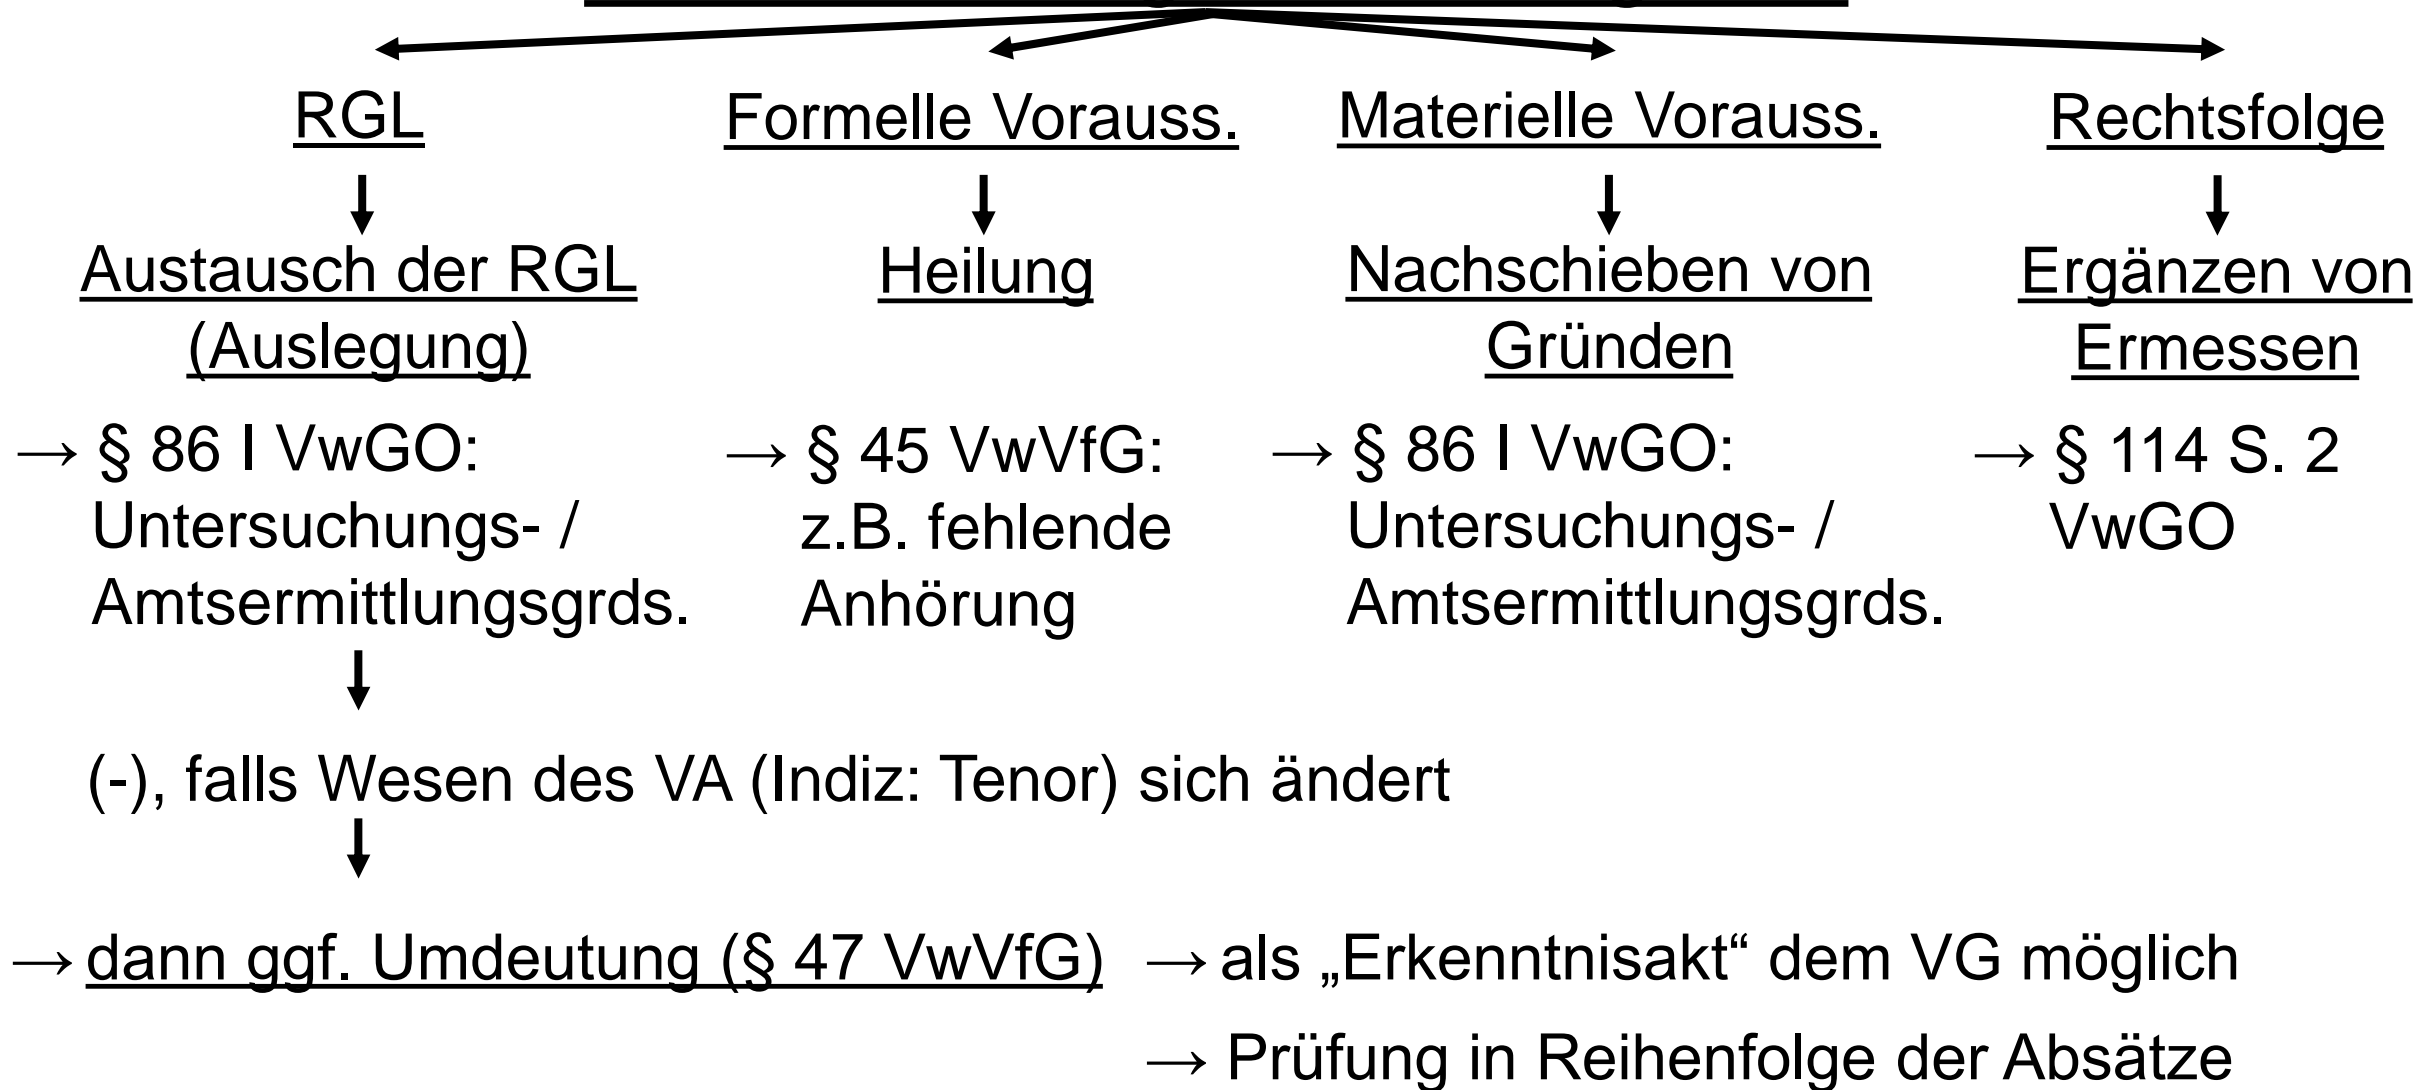 RGL
Formelle Vorauss.
Materielle Vorauss.
Rechtsfolge
Austausch der RGL
(Auslegung)
Heilung
Nachschieben von
Gründen
Ergänzen von
Ermessen
→ § 86 I VwGO:
Untersuchungs- /
Amtsermittlungsgrds.
→ § 45 VwVfG:
z.B. fehlende
Anhörung
→ § 86 I VwGO:
Untersuchungs- /
Amtsermittlungsgrds.
→ § 114 S. 2
VwGO
(-), falls Wesen des VA (Indiz: Tenor) sich ändert
→ dann ggf. Umdeutung (§ 47 VwVfG)
→ als „Erkenntnisakt“ dem VG möglich
→ Prüfung in Reihenfolge der Absätze